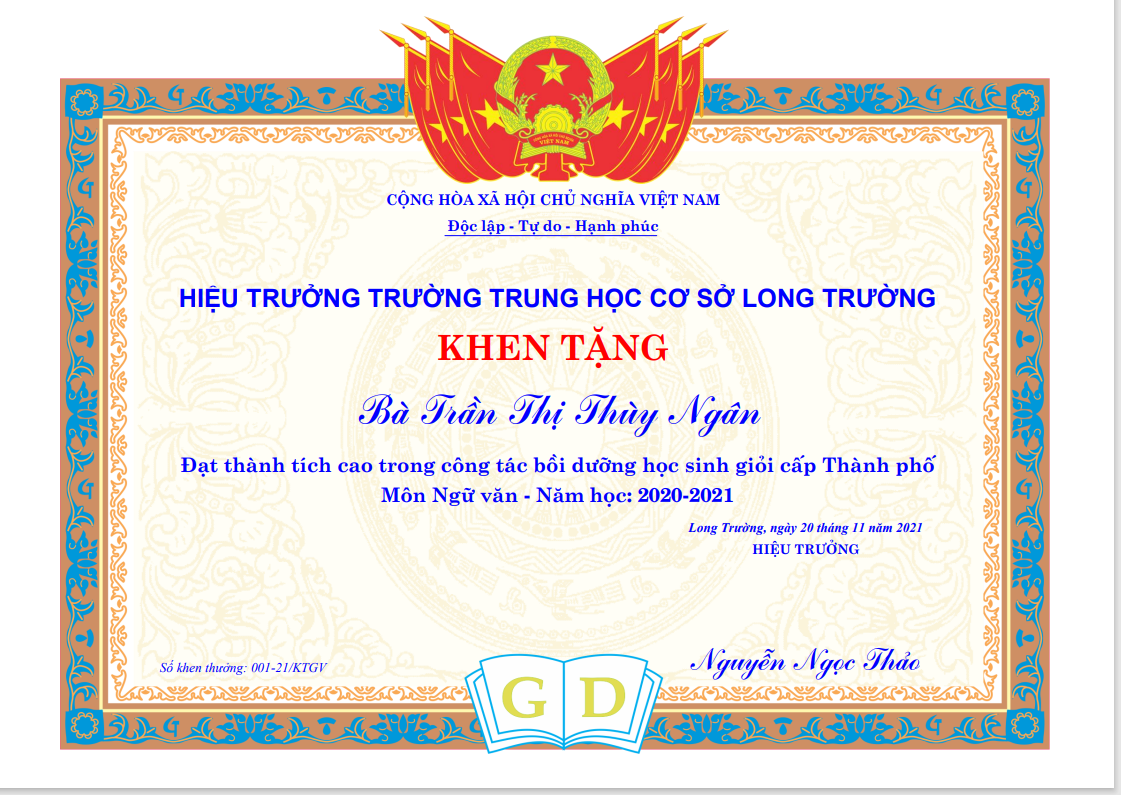 VIỆT NAM
CỘNG HÒA XÃ HỘI CHỦ NGHĨA VIỆT NAM
Độc lập - Tự do - Hạnh phúc
HIỆU TRƯỞNG TRƯỜNG TRUNG HỌC CƠ SỞ LONG TRƯỜNG
KHEN TẶNG
Bà Trần Thị Thùy Ngân
Đạt thành tích cao trong công tác bồi dưỡng học sinh giỏi cấp Thành phố
Môn Ngữ văn - Năm học: 2020-2021
Long Trường, ngày 20 tháng 11 năm 2021
HIỆU TRƯỞNG
Nguyễn Ngọc Thảo
Số khen thưởng: 001-21/KTGV
G D